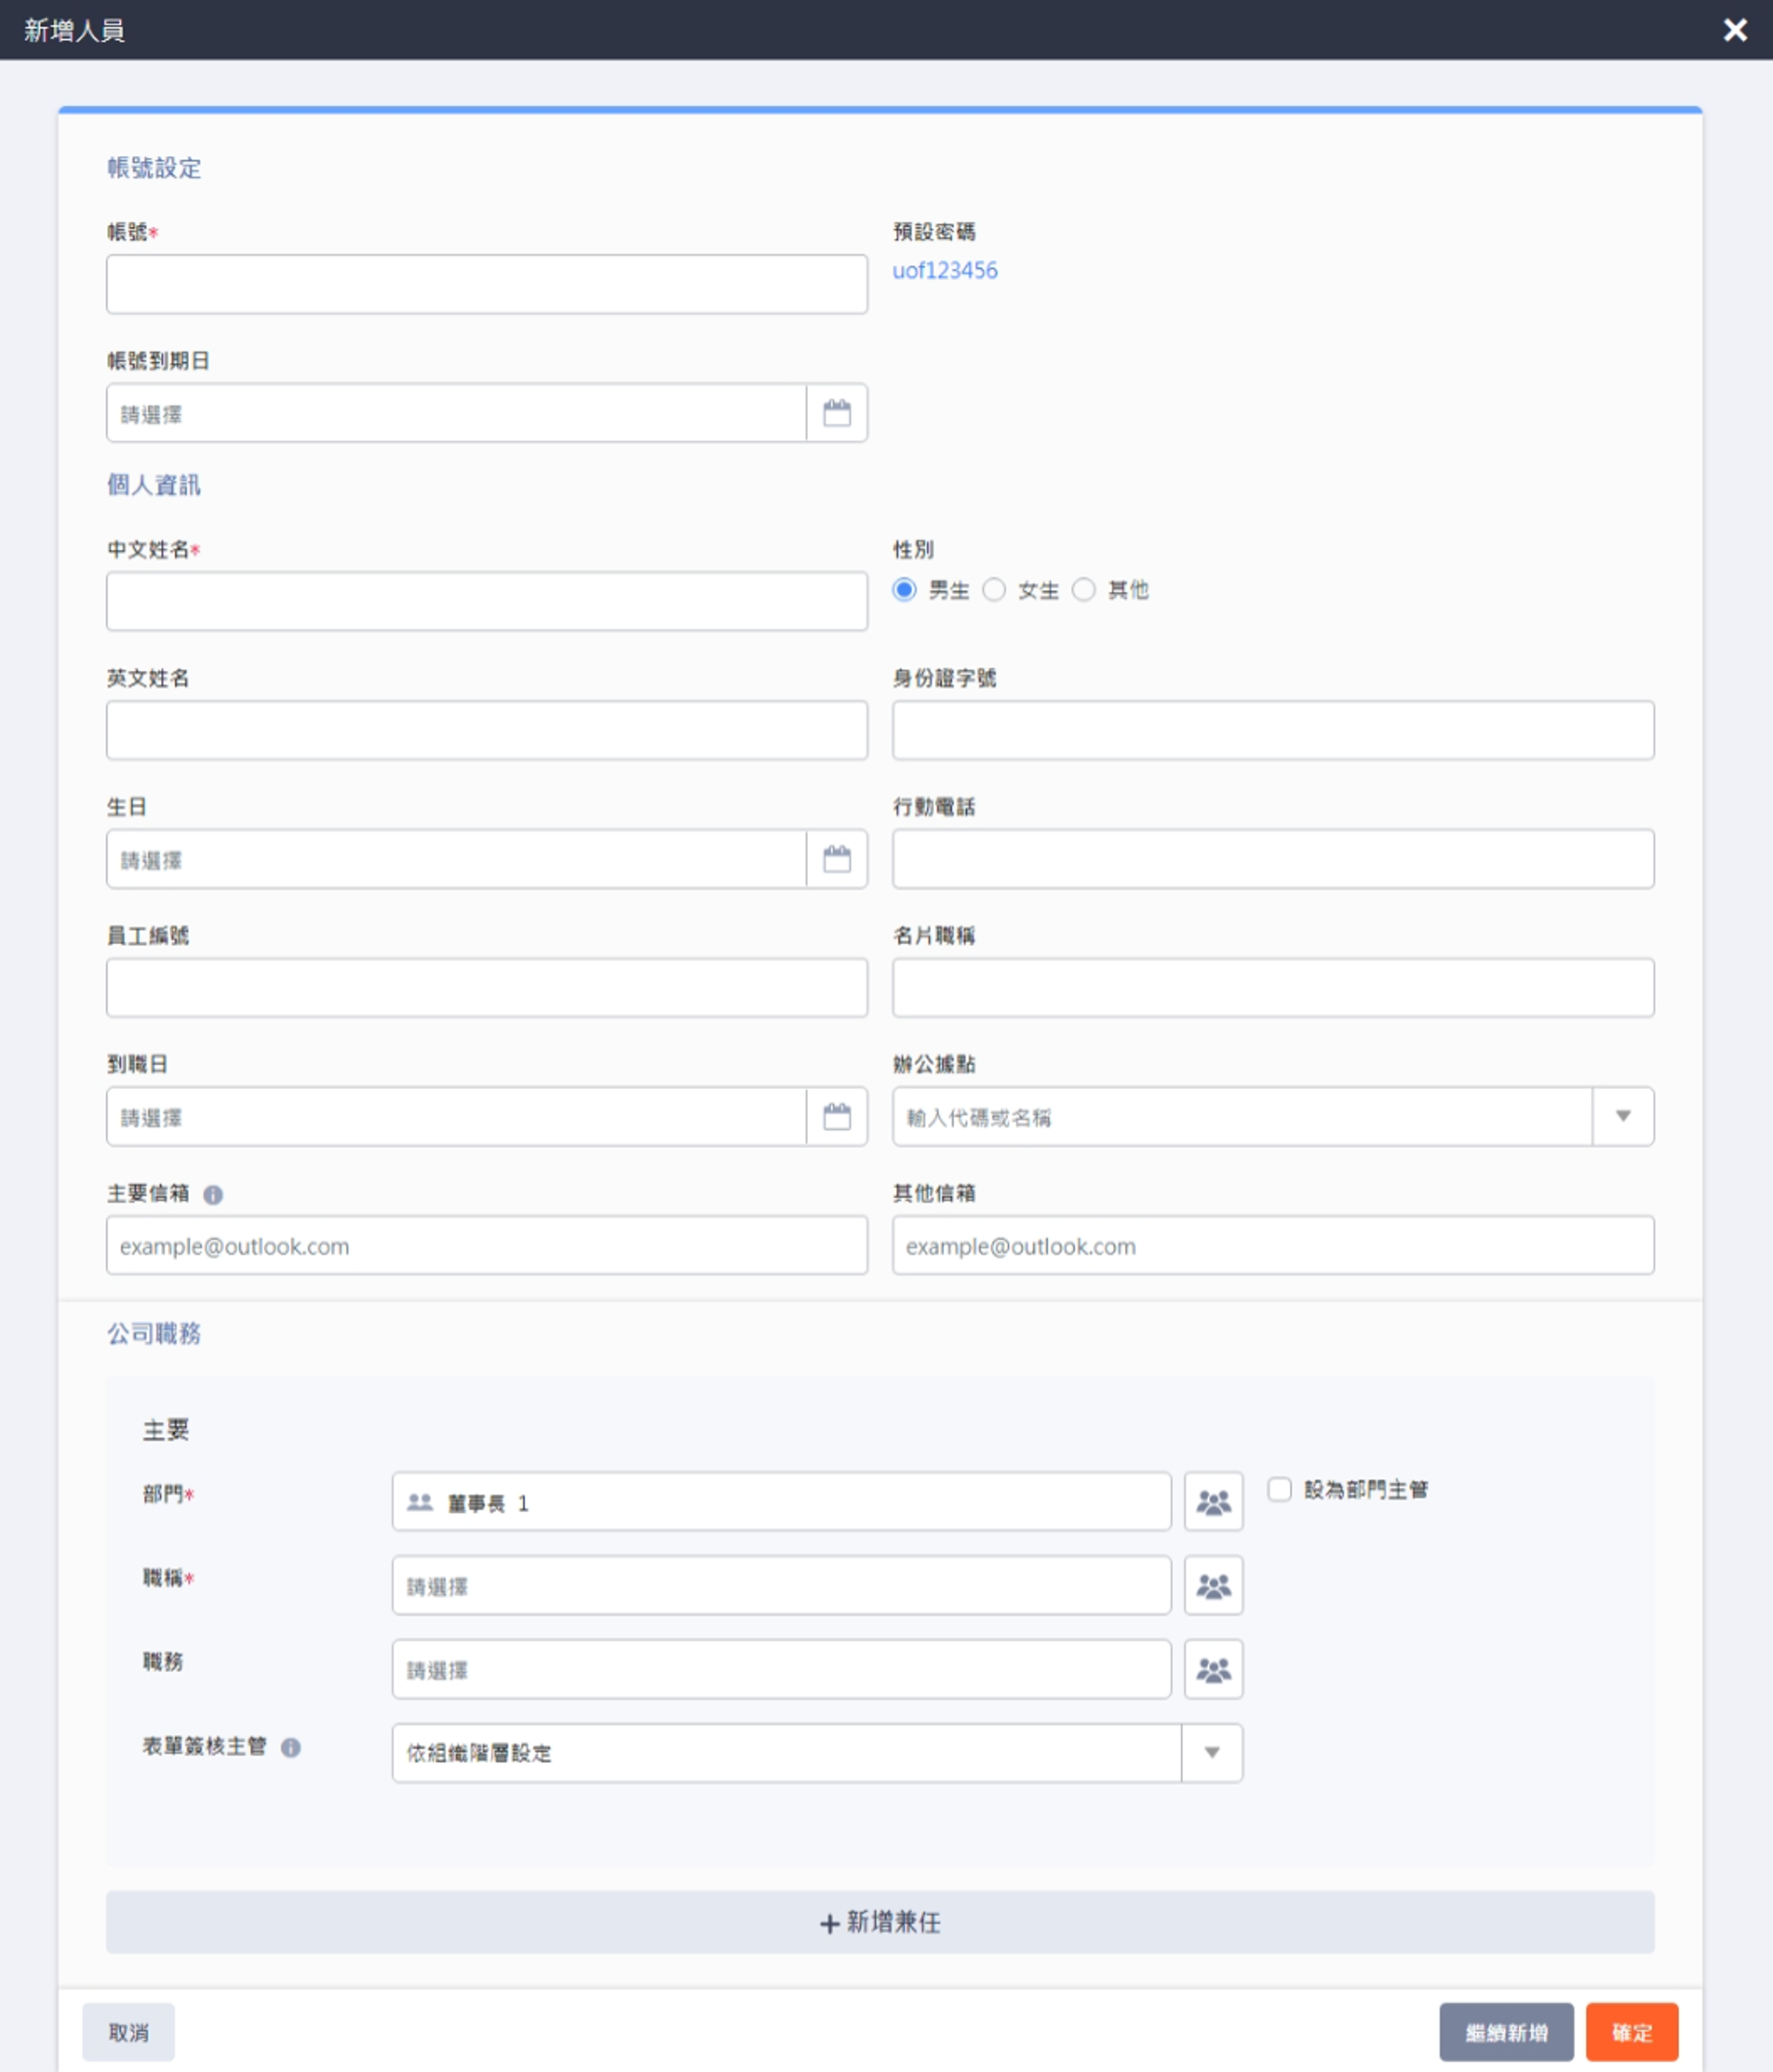 新增人員
帳號設定
帳號* 預設密碼
uof123456
帳號到期日
請選擇
個人資訊
中文姓名* 性別
男生 女生 其他
英文姓名 身份證字號
生日 行動電話
請選擇
員工編號 名片職稱
到職日 辦公據點
請選擇 輸入代碼或名稱
主要信箱 其他信箱
example@outlook.com example@outlook.com
公司職務
主要
部門* 董事長 1 設為部門主管
職稱* 請選擇
職務 請選擇
表單簽核主管 依組織階層設定
+ 新增兼任
取消 繼續新增 確定